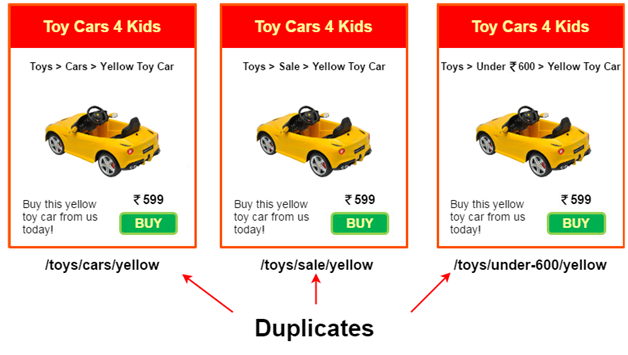 Toy Cars 4 Kids
Toys > Cars > Yellow Toy Car
Buy this yellow
toy car from us
today!
₹ 599
BUY
/toys/cars/yellow
Toy Cars 4 Kids
Toys > Sale > Yellow Toy Car
Buy this yellow
toy car from us
today!
₹ 599
BUY
/toys/sale/yellow
Toy Cars 4 Kids
Toys > Under ₹ 600 > Yellow Toy Car
Buy this yellow
toy car from us
today!
₹ 599
BUY
/toys/under-600/yellow
Duplicates